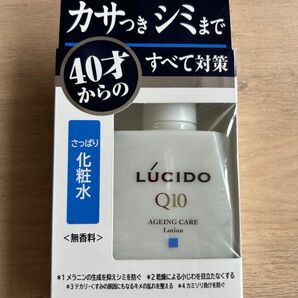 カサつきシミまで
40才からの
すべて対策
さっぱり
化粧水
<無香料>
LÚCIDO
Q10
AGEING CARE
Lotion
*1 メラニンの生成を抑えシミを防ぐ *2 乾燥による小じわを目立たなくする
*3 テカリ・くすみの原因にもなるキメの乱れを整える *4 カミソリ負けを防ぐ